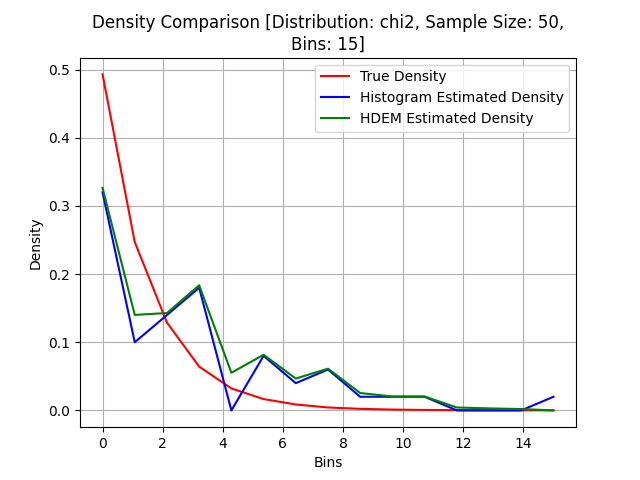 Density Comparison [Distribution: chi2, Sample Size: 50,
Bins: 15]
True Density
Histogram Estimated Density
HDEM Estimated Density
Density
0.5
0.4
0.3
0.2
0.1
0.0
0 2 4 6 8 10 12 14
Bins